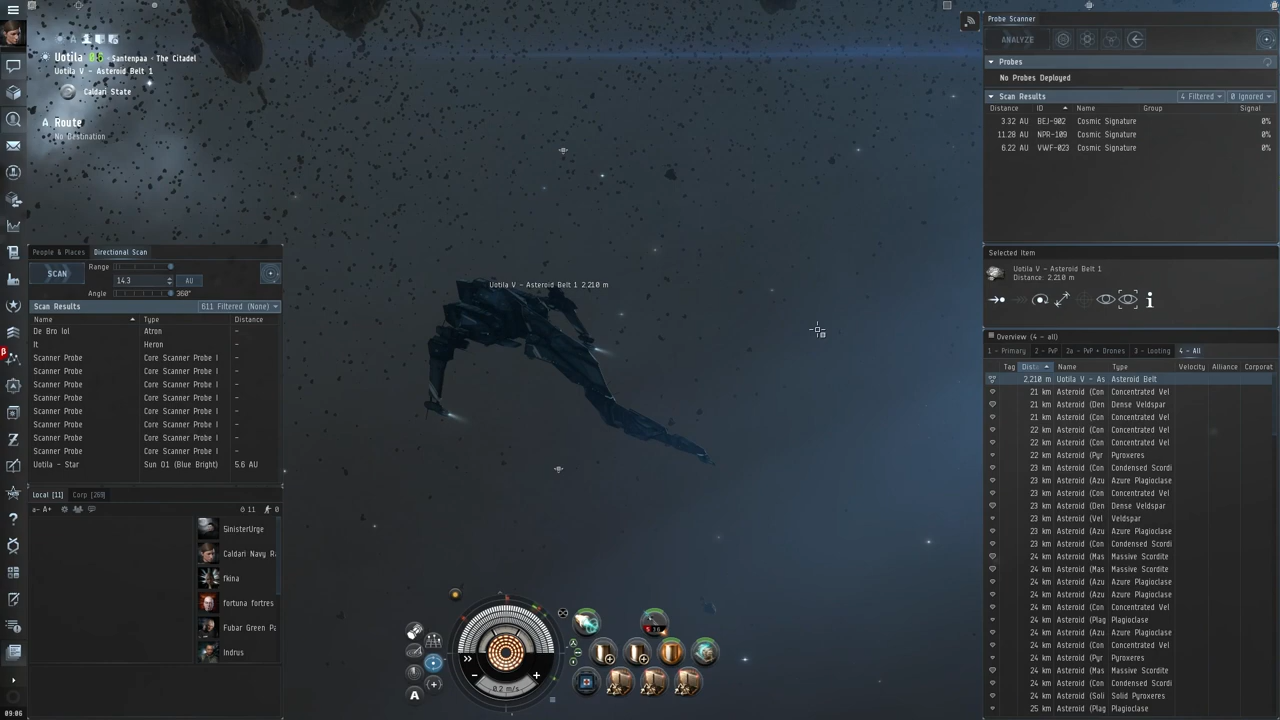 Uotila 0.5 · Santenpaa · The Citadel
Uotila V - Asteroid Belt 1
Caldari State
Route
No Destination
People & Places
Directional Scan
SCAN
Range
14.3
AU
Angle
360°
Scan Results
611 Filtered (None)
Name
Type
Distance
De Bro lol
Atron
-
It
Heron
-
Scanner Probe
Core Scanner Probe I
-
Scanner Probe
Core Scanner Probe I
-
Scanner Probe
Core Scanner Probe I
-
Scanner Probe
Core Scanner Probe I
-
Scanner Probe
Core Scanner Probe I
-
Scanner Probe
Core Scanner Probe I
-
Scanner Probe
Core Scanner Probe I
-
Scanner Probe
Core Scanner Probe I
-
Uotila - Star
Sun O1 (Blue Bright)
5.6 AU
Local [11]
Corp [269]
a- A+
11
0
SinisterUrge
Caldari Navy Ra
fkina
fortuna fortres
Fubar Green Pa
Indrus
09:06
Uotila V - Asteroid Belt 1 2,210 m
0.2 m/s
A
Probe Scanner
ANALYZE
Probes
No Probes Deployed
Scan Results
4 Filtered
0 Ignored
Distance
ID
Name
Group
Signal
3.32 AU BEJ-902 Cosmic Signature 0%
11.28 AU NPR-109 Cosmic Signature 0%
6.22 AU VWF-023 Cosmic Signature 0%
Selected Item
Uotila V - Asteroid Belt 1
Distance: 2,210 m
Overview (4 - all)
1 - Primary
2 - PvP
2a - PvP + Drones
3 - Looting
4 - All
Tag
Dist
Name
Type
Velocity
Alliance
Corporat
2,210 m Uotila V - As Asteroid Belt
21 km Asteroid (Con Concentrated Vel
21 km Asteroid (Den Dense Veldspar
21 km Asteroid (Con Concentrated Vel
22 km Asteroid (Con Concentrated Vel
22 km Asteroid (Con Concentrated Vel
22 km Asteroid (Pyr Pyroxeres
23 km Asteroid (Con Condensed Scordi
23 km Asteroid (Azu Azure Plagioclase
23 km Asteroid (Con Concentrated Vel
23 km Asteroid (Den Dense Veldspar
23 km Asteroid (Vel Veldspar
23 km Asteroid (Azu Azure Plagioclase
23 km Asteroid (Con Condensed Scordi
24 km Asteroid (Mas Massive Scordite
24 km Asteroid (Mas Massive Scordite
24 km Asteroid (Azu Azure Plagioclase
24 km Asteroid (Azu Azure Plagioclase
24 km Asteroid (Con Concentrated Vel
24 km Asteroid (Plag Plagioclase
24 km Asteroid (Azu Azure Plagioclase
24 km Asteroid (Con Concentrated Vel
24 km Asteroid (Pyr Pyroxeres
24 km Asteroid (Mas Massive Scordite
24 km Asteroid (Con Condensed Scordi
24 km Asteroid (Soli Solid Pyroxeres
25 km Asteroid (Plag Plagioclase